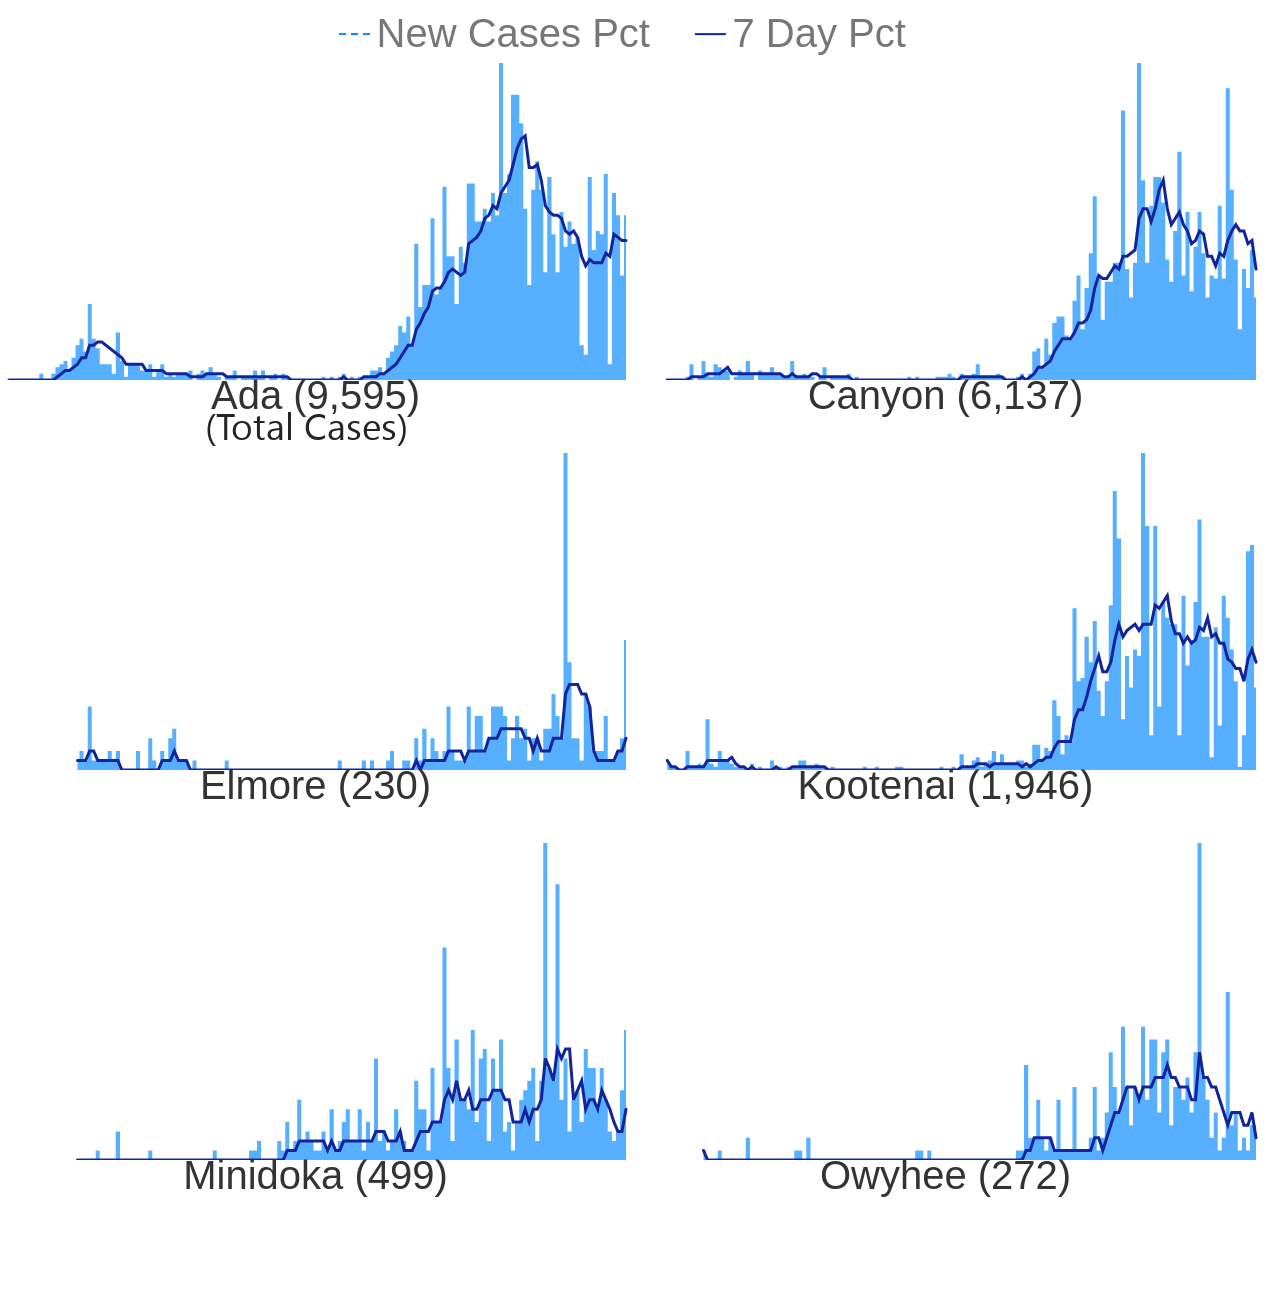 New Cases Pct 7 Day Pct
Ada (9,595) Canyon (6,137)
(Total Cases)
Elmore (230) Kootenai (1,946)
Minidoka (499) Owyhee (272)